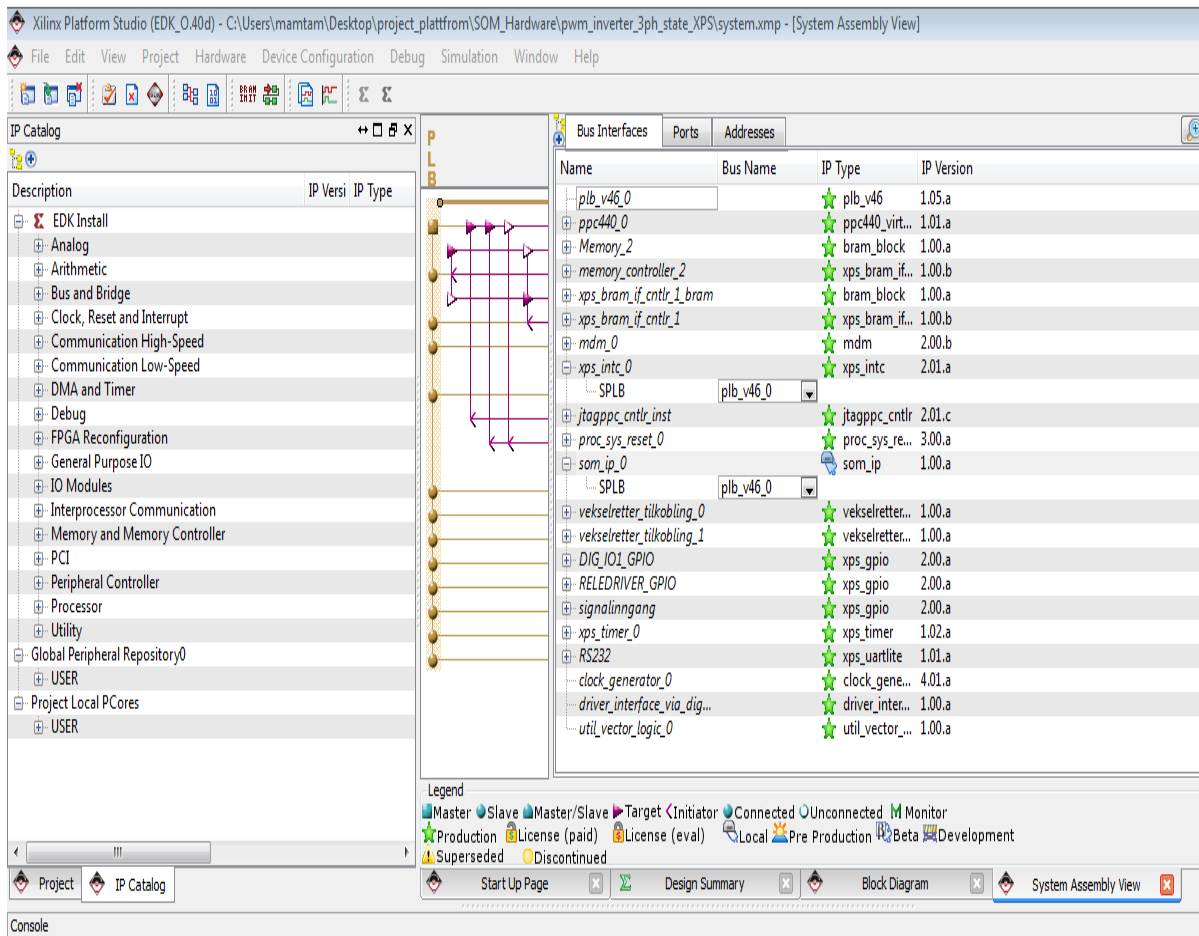 Xilinx Platform Studio (EDK_O.40d) - C:\Users\mamtam\Desktop\project_plattfrom\SOM_Hardware\pwm_inverter_3ph_state_XPS\system.xmp - [System Assembly View]
File Edit View Project Hardware Device Configuration Debug Simulation Window Help
BRAM INIT
IP Catalog
Description IP Versi IP Type
EDK Install
Analog
Arithmetic
Bus and Bridge
Clock, Reset and Interrupt
Communication High-Speed
Communication Low-Speed
DMA and Timer
Debug
FPGA Reconfiguration
General Purpose IO
IO Modules
Interprocessor Communication
Memory and Memory Controller
PCI
Peripheral Controller
Processor
Utility
Global Peripheral Repository0
USER
Project Local PCores
USER
Project IP Catalog
PLB
Bus Interfaces Ports Addresses
Name Bus Name IP Type IP Version
plb_v46_0 plb_v46 1.05.a
ppc440_0 ppc440_virt... 1.01.a
Memory_2 bram_block 1.00.a
memory_controller_2 xps_bram_if... 1.00.b
xps_bram_if_cntlr_1_bram bram_block 1.00.a
xps_bram_if_cntlr_1 xps_bram_if... 1.00.b
mdm_0 mdm 2.00.b
xps_intc_0 xps_intc 2.01.a
SPLB plb_v46_0
jtagppc_cntlr_inst jtagppc_cntlr 2.01.c
proc_sys_reset_0 proc_sys_re... 3.00.a
som_ip_0 som_ip 1.00.a
SPLB plb_v46_0
vekselretter_tilkobling_0 vekselretter... 1.00.a
vekselretter_tilkobling_1 vekselretter... 1.00.a
DIG_IO1_GPIO xps_gpio 2.00.a
RELEDRIVER_GPIO xps_gpio 2.00.a
signalinngang xps_gpio 2.00.a
xps_timer_0 xps_timer 1.02.a
RS232 xps_uartlite 1.01.a
clock_generator_0 clock_gene... 4.01.a
driver_interface_via_dig... driver_inter... 1.00.a
util_vector_logic_0 util_vector_... 1.00.a
Legend
Master Slave Master/Slave Target Initiator Connected Unconnected M Monitor
Production License (paid) License (eval) Local Pre Production Beta Development
Superseded Discontinued
Start Up Page Design Summary Block Diagram System Assembly View
Console